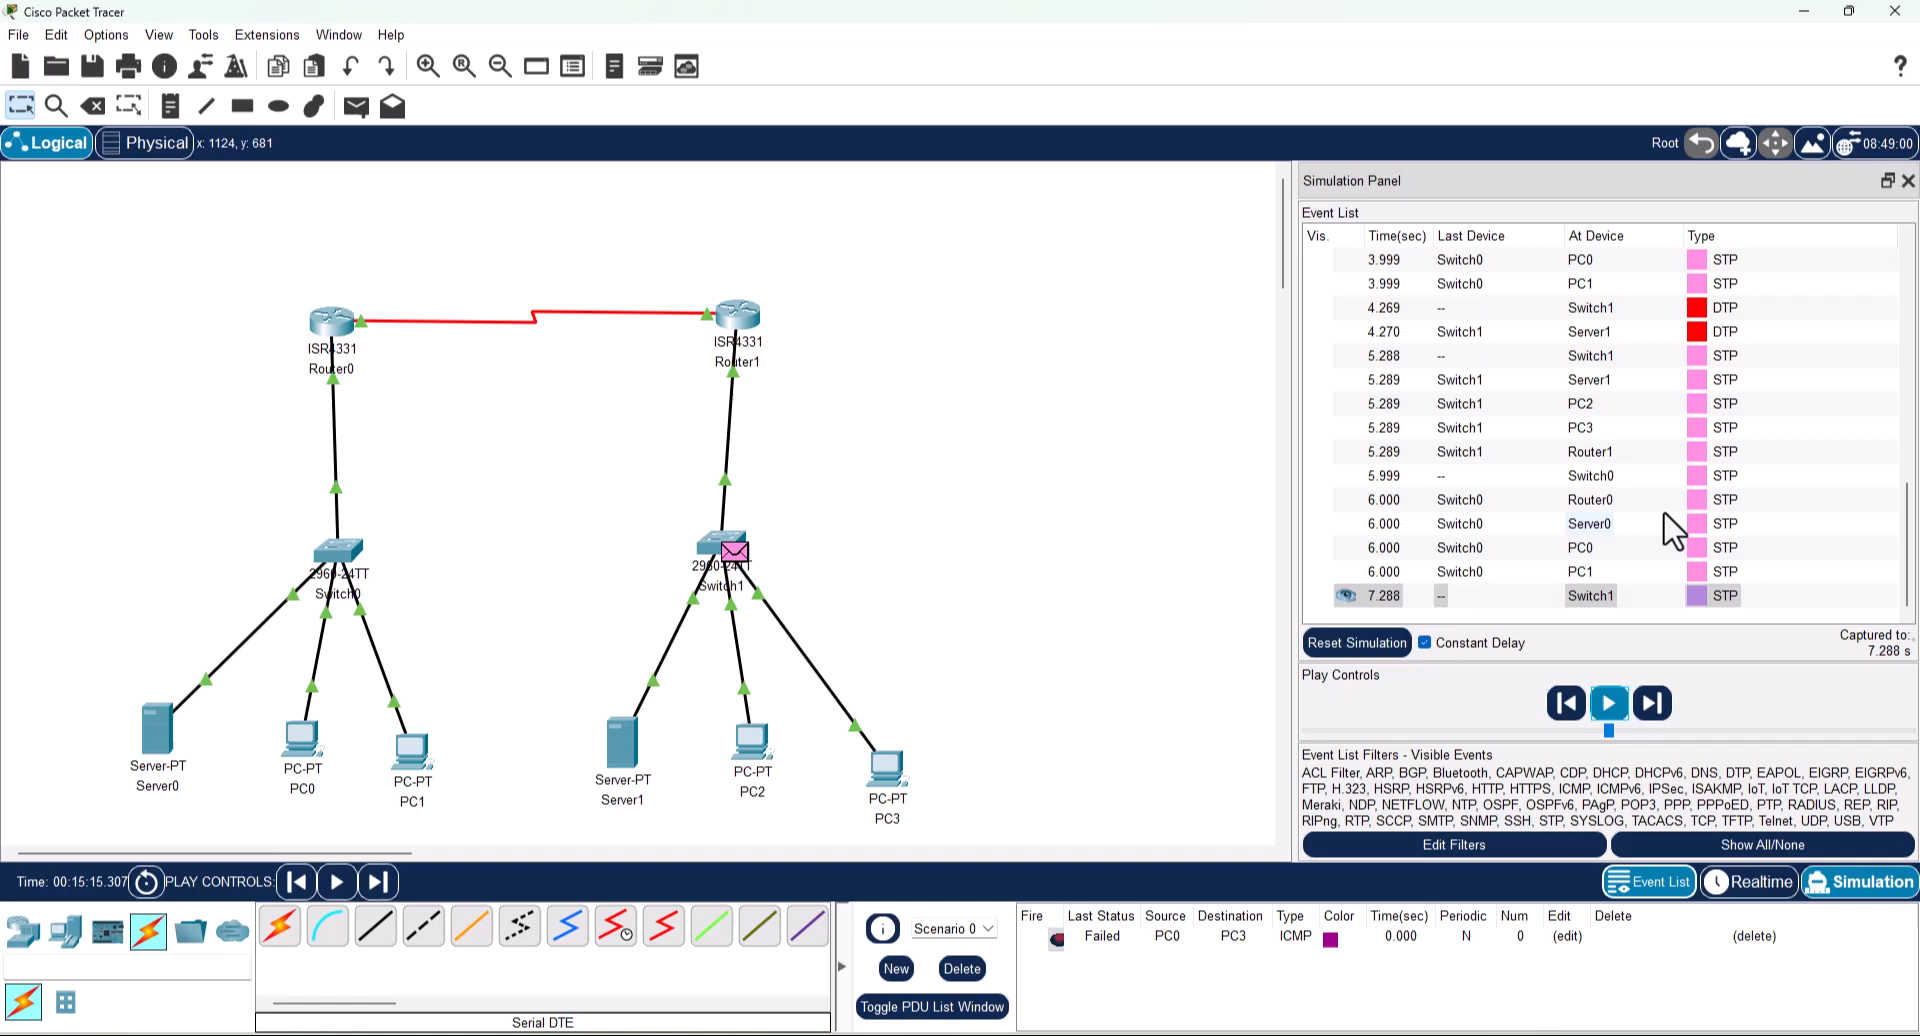 Cisco Packet Tracer
File Edit Options View Tools Extensions Window Help
Logical Physical x: 1124, y: 681 Root 08:49:00
Simulation Panel
Event List
Vis. Time(sec) Last Device At Device Type
3.999 Switch0 PC0 STP
3.999 Switch0 PC1 STP
4.269 -- Switch1 DTP
4.270 Switch1 Server1 DTP
5.288 -- Switch1 STP
5.289 Switch1 Server1 STP
5.289 Switch1 PC2 STP
5.289 Switch1 PC3 STP
5.289 Switch1 Router1 STP
5.999 -- Switch0 STP
6.000 Switch0 Router0 STP
6.000 Switch0 Server0 STP
6.000 Switch0 PC0 STP
6.000 Switch0 PC1 STP
7.288 -- Switch1 STP
Reset Simulation Constant Delay Captured to:
7.288 s
Play Controls
Event List Filters - Visible Events
ACL Filter, ARP, BGP, Bluetooth, CAPWAP, CDP, DHCP, DHCPv6, DNS, DTP, EAPOL, EIGRP, EIGRPv6,
FTP, H.323, HSRP, HSRPv6, HTTP, HTTPS, ICMP, ICMPv6, IPSec, ISAKMP, IoT, IoT TCP, LACP, LLDP,
Meraki, NDP, NETFLOW, NTP, OSPF, OSPFv6, PAgP, POP3, PPP, PPPoED, PTP, RADIUS, REP, RIP,
RIPng, RTP, SCCP, SMTP, SNMP, SSH, STP, SYSLOG, TACACS, TCP, TFTP, Telnet, UDP, USB, VTP
Edit Filters Show All/None
ISR4331
Router0
ISR4331
Router1
2960-24TT
Switch0
2960-24TT
Switch1
Server-PT
Server0
PC-PT
PC0
PC-PT
PC1
Server-PT
Server1
PC-PT
PC2
PC-PT
PC3
Time: 00:15:15.307 PLAY CONTROLS: Event List Realtime Simulation
Scenario 0
New Delete
Toggle PDU List Window
Fire Last Status Source Destination Type Color Time(sec) Periodic Num Edit Delete
Failed PC0 PC3 ICMP 0.000 N 0 (edit) (delete)
Serial DTE